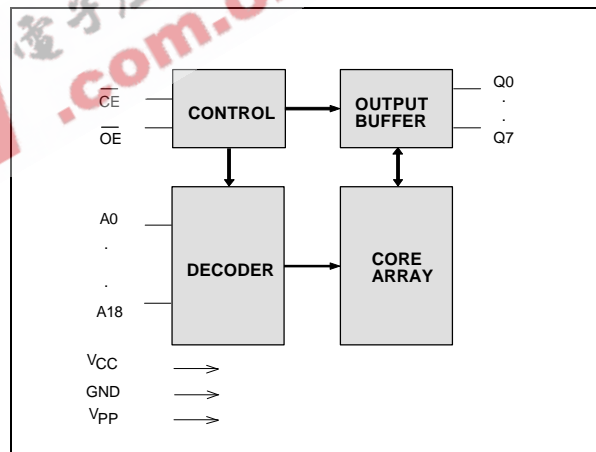 .com.c
CE
OE
CONTROL
OUTPUT
BUFFER
Q0
.
.
Q7
A0
.
.
A18
DECODER
CORE
ARRAY
VCC
GND
VPP